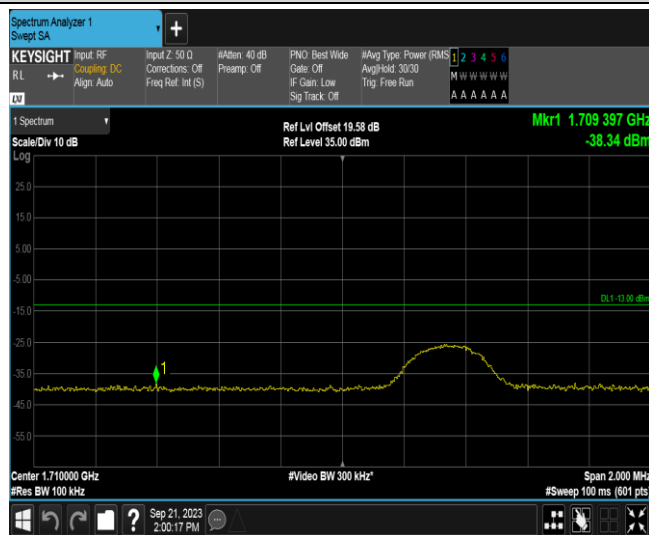 Spectrum Analyzer 1
Swept SA
KEYSIGHT
RL
LXI
Input: RF
Coupling: DC
Align: Auto
Input Z: 50 Ω
Corrections: Off
Freq Ref: Int (S)
#Atten: 40 dB
Preamp: Off
PNO: Best Wide
Gate: Off
IF Gain: Low
Sig Track: Off
#Avg Type: Power (RMS
Avg|Hold: 30/30
Trig: Free Run
1 2 3 4 5 6
M W W W W W
A A A A A A
1 Spectrum
Scale/Div 10 dB
Log
Ref Lvl Offset 19.58 dB
Ref Level 35.00 dBm
Mkr1 1.709 397 GHz
-38.34 dBm
25.0
15.0
5.00
-5.00
DL1 -13.00 dBm
-15.0
-25.0
1
-35.0
-45.0
-55.0
Center 1.710000 GHz
#Res BW 100 kHz
#Video BW 300 kHz*
Span 2.000 MHz
#Sweep 100 ms (601 pts)
?
Sep 21, 2023
2:00:17 PM